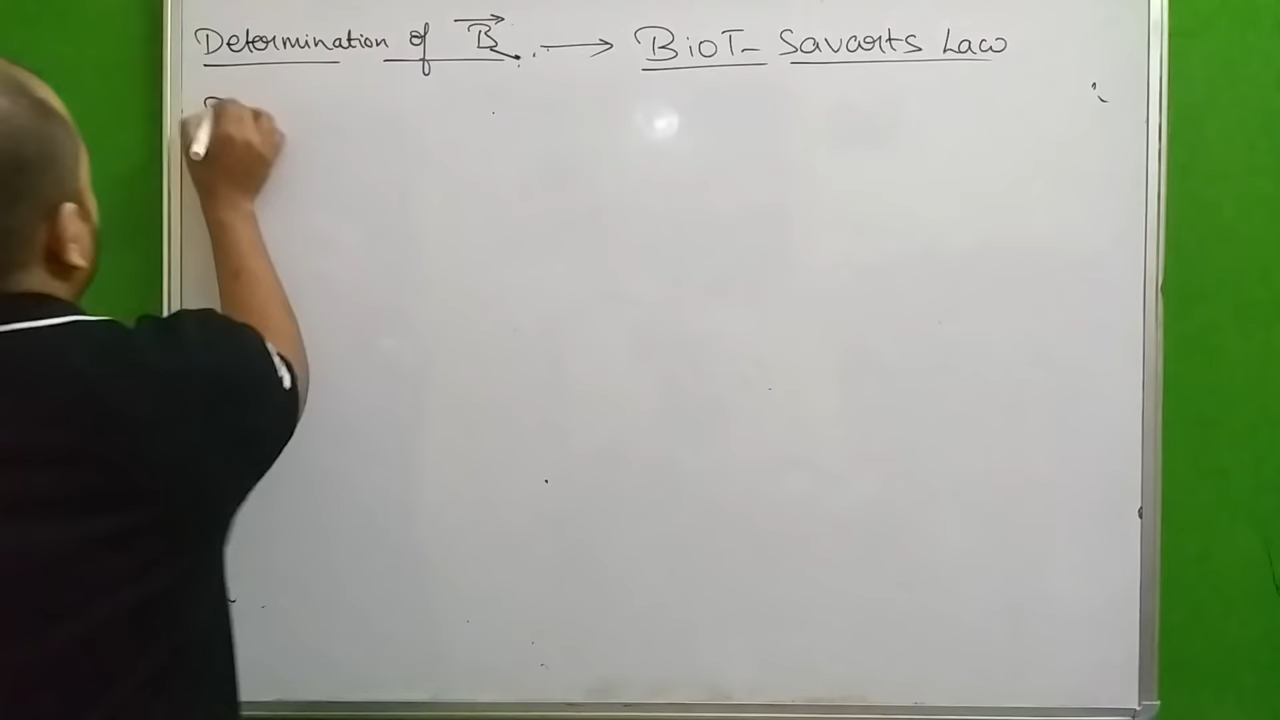 Determination of B → BioT- Savarts Law